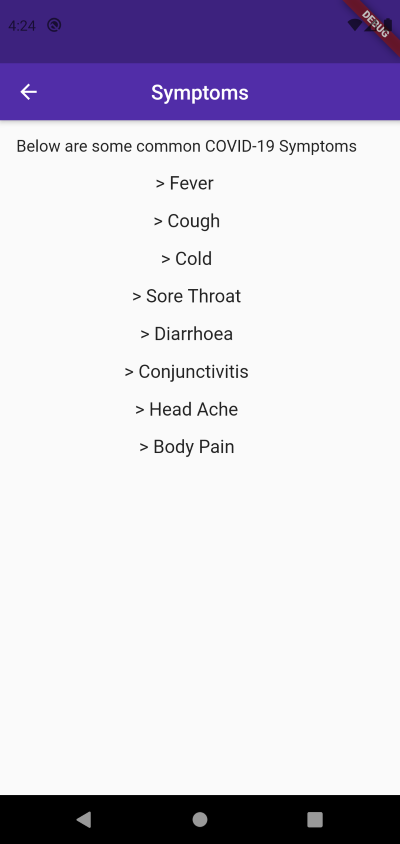 4:24
DEBUG
Symptoms
Below are some common COVID-19 Symptoms
> Fever
> Cough
> Cold
> Sore Throat
> Diarrhoea
> Conjunctivitis
> Head Ache
> Body Pain